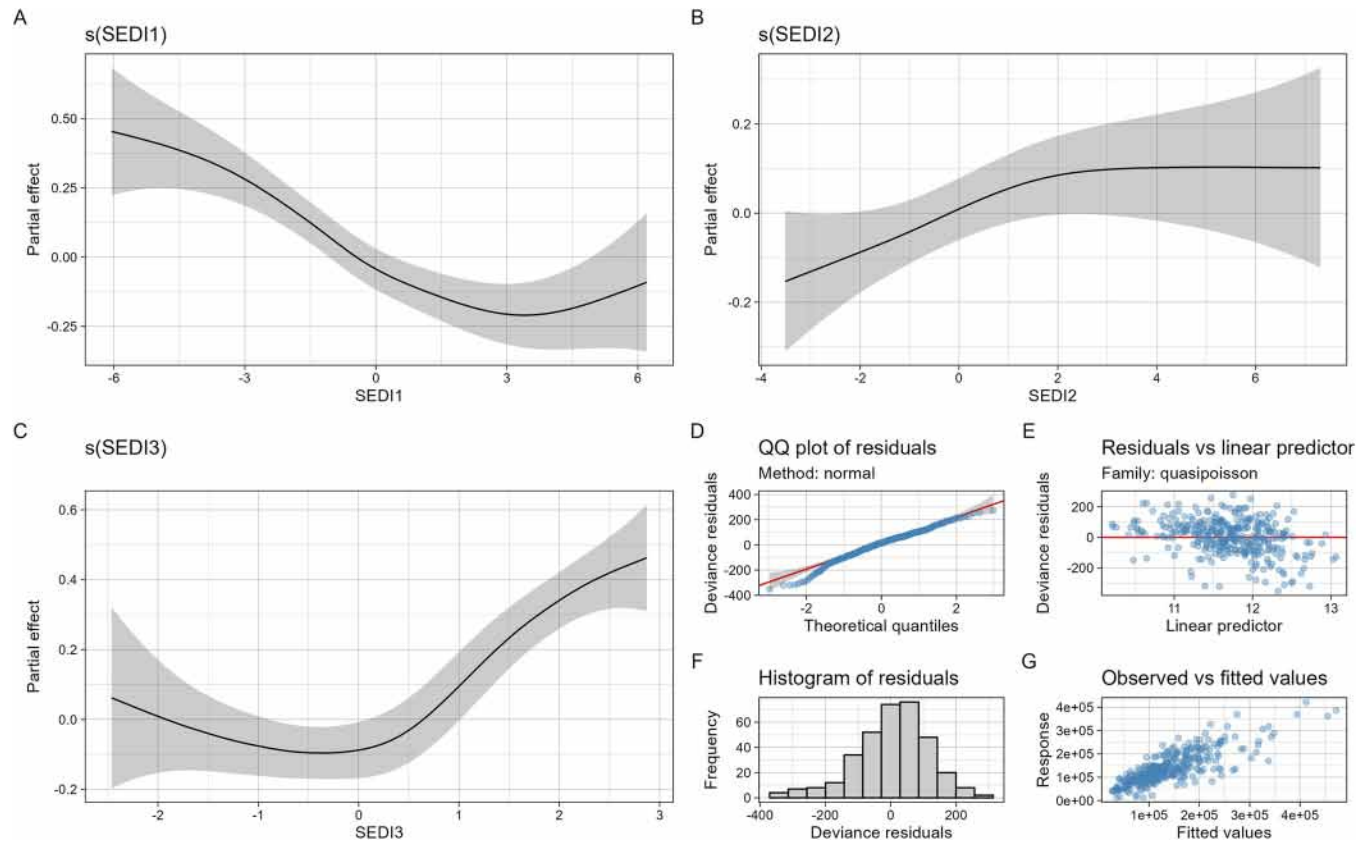 A
s(SEDI1)
Partial effect
0.50
0.25
0.00
-0.25
-6 -3 0 3 6
SEDI1
B
s(SEDI2)
Partial effect
0.2
0.0
-0.2
-4 -2 0 2 4 6
SEDI2
C
s(SEDI3)
Partial effect
0.6
0.4
0.2
0.0
-0.2
-2 -1 0 1 2 3
SEDI3
D
QQ plot of residuals
Method: normal
Deviance residuals
400
200
0
-200
-400
-2 0 2
Theoretical quantiles
E
Residuals vs linear predictor
Family: quasipoisson
Deviance residuals
200
0
-200
11 12 13
Linear predictor
F
Histogram of residuals
Frequency
60
40
20
0
-400 -200 0 200
Deviance residuals
G
Observed vs fitted values
Response
4e+05
3e+05
2e+05
1e+05
0e+00
1e+05 2e+05 3e+05 4e+05
Fitted values